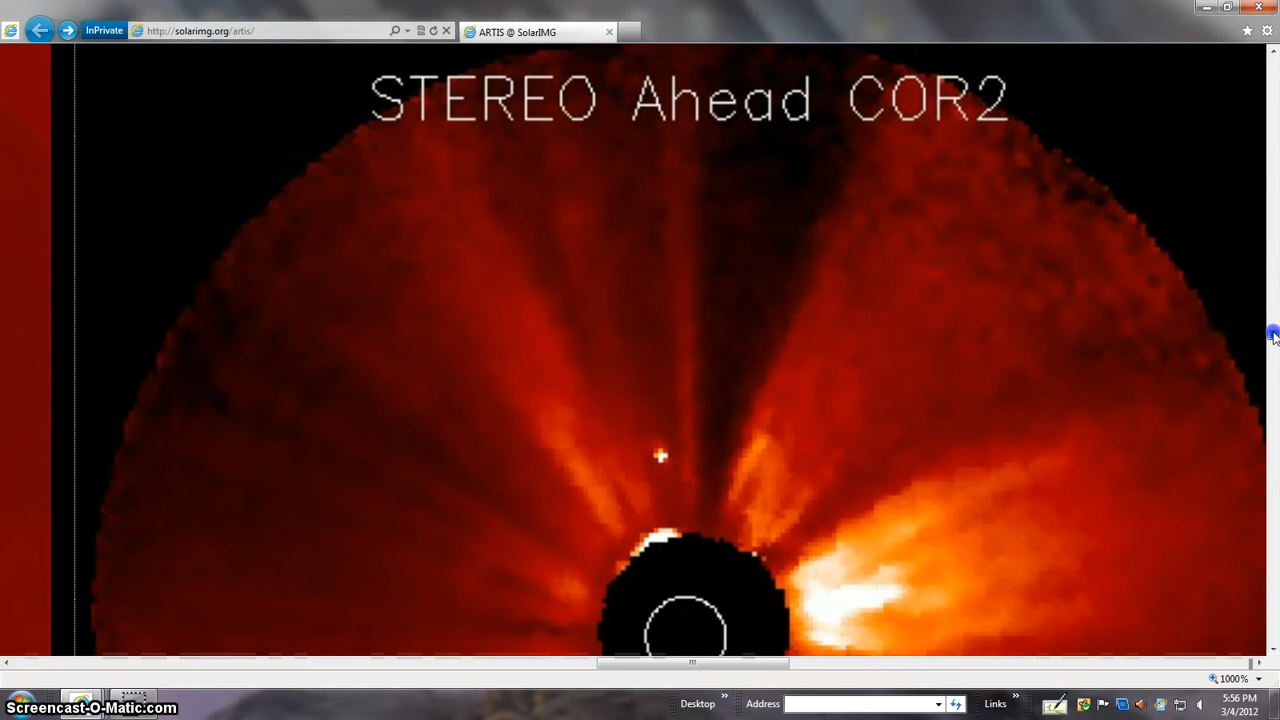 InPrivate
http://solarimg.org/artis/
ARTIS @ SolarIMG
STEREO Ahead COR2
1000%
Desktop
Address
Links
5:56 PM
3/4/2012
Screencast-O-Matic.com